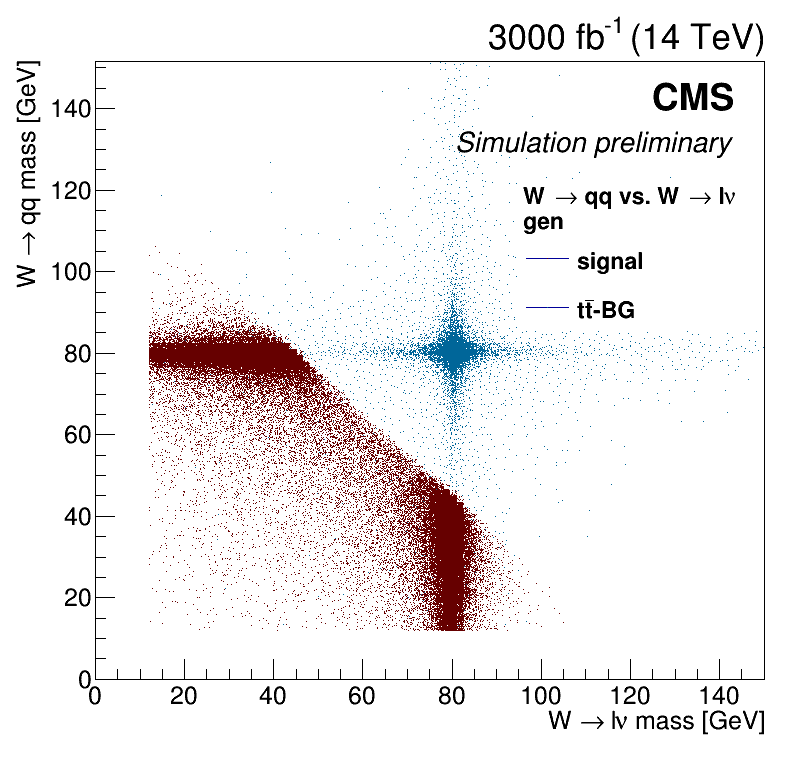 3000 fb⁻¹ (14 TeV)
W → qq mass [GeV]
CMS
Simulation preliminary
W → qq vs. W → lν
gen
signal
tt̄-BG
140
120
100
80
60
40
20
0
0 20 40 60 80 100 120 140
W → lν mass [GeV]